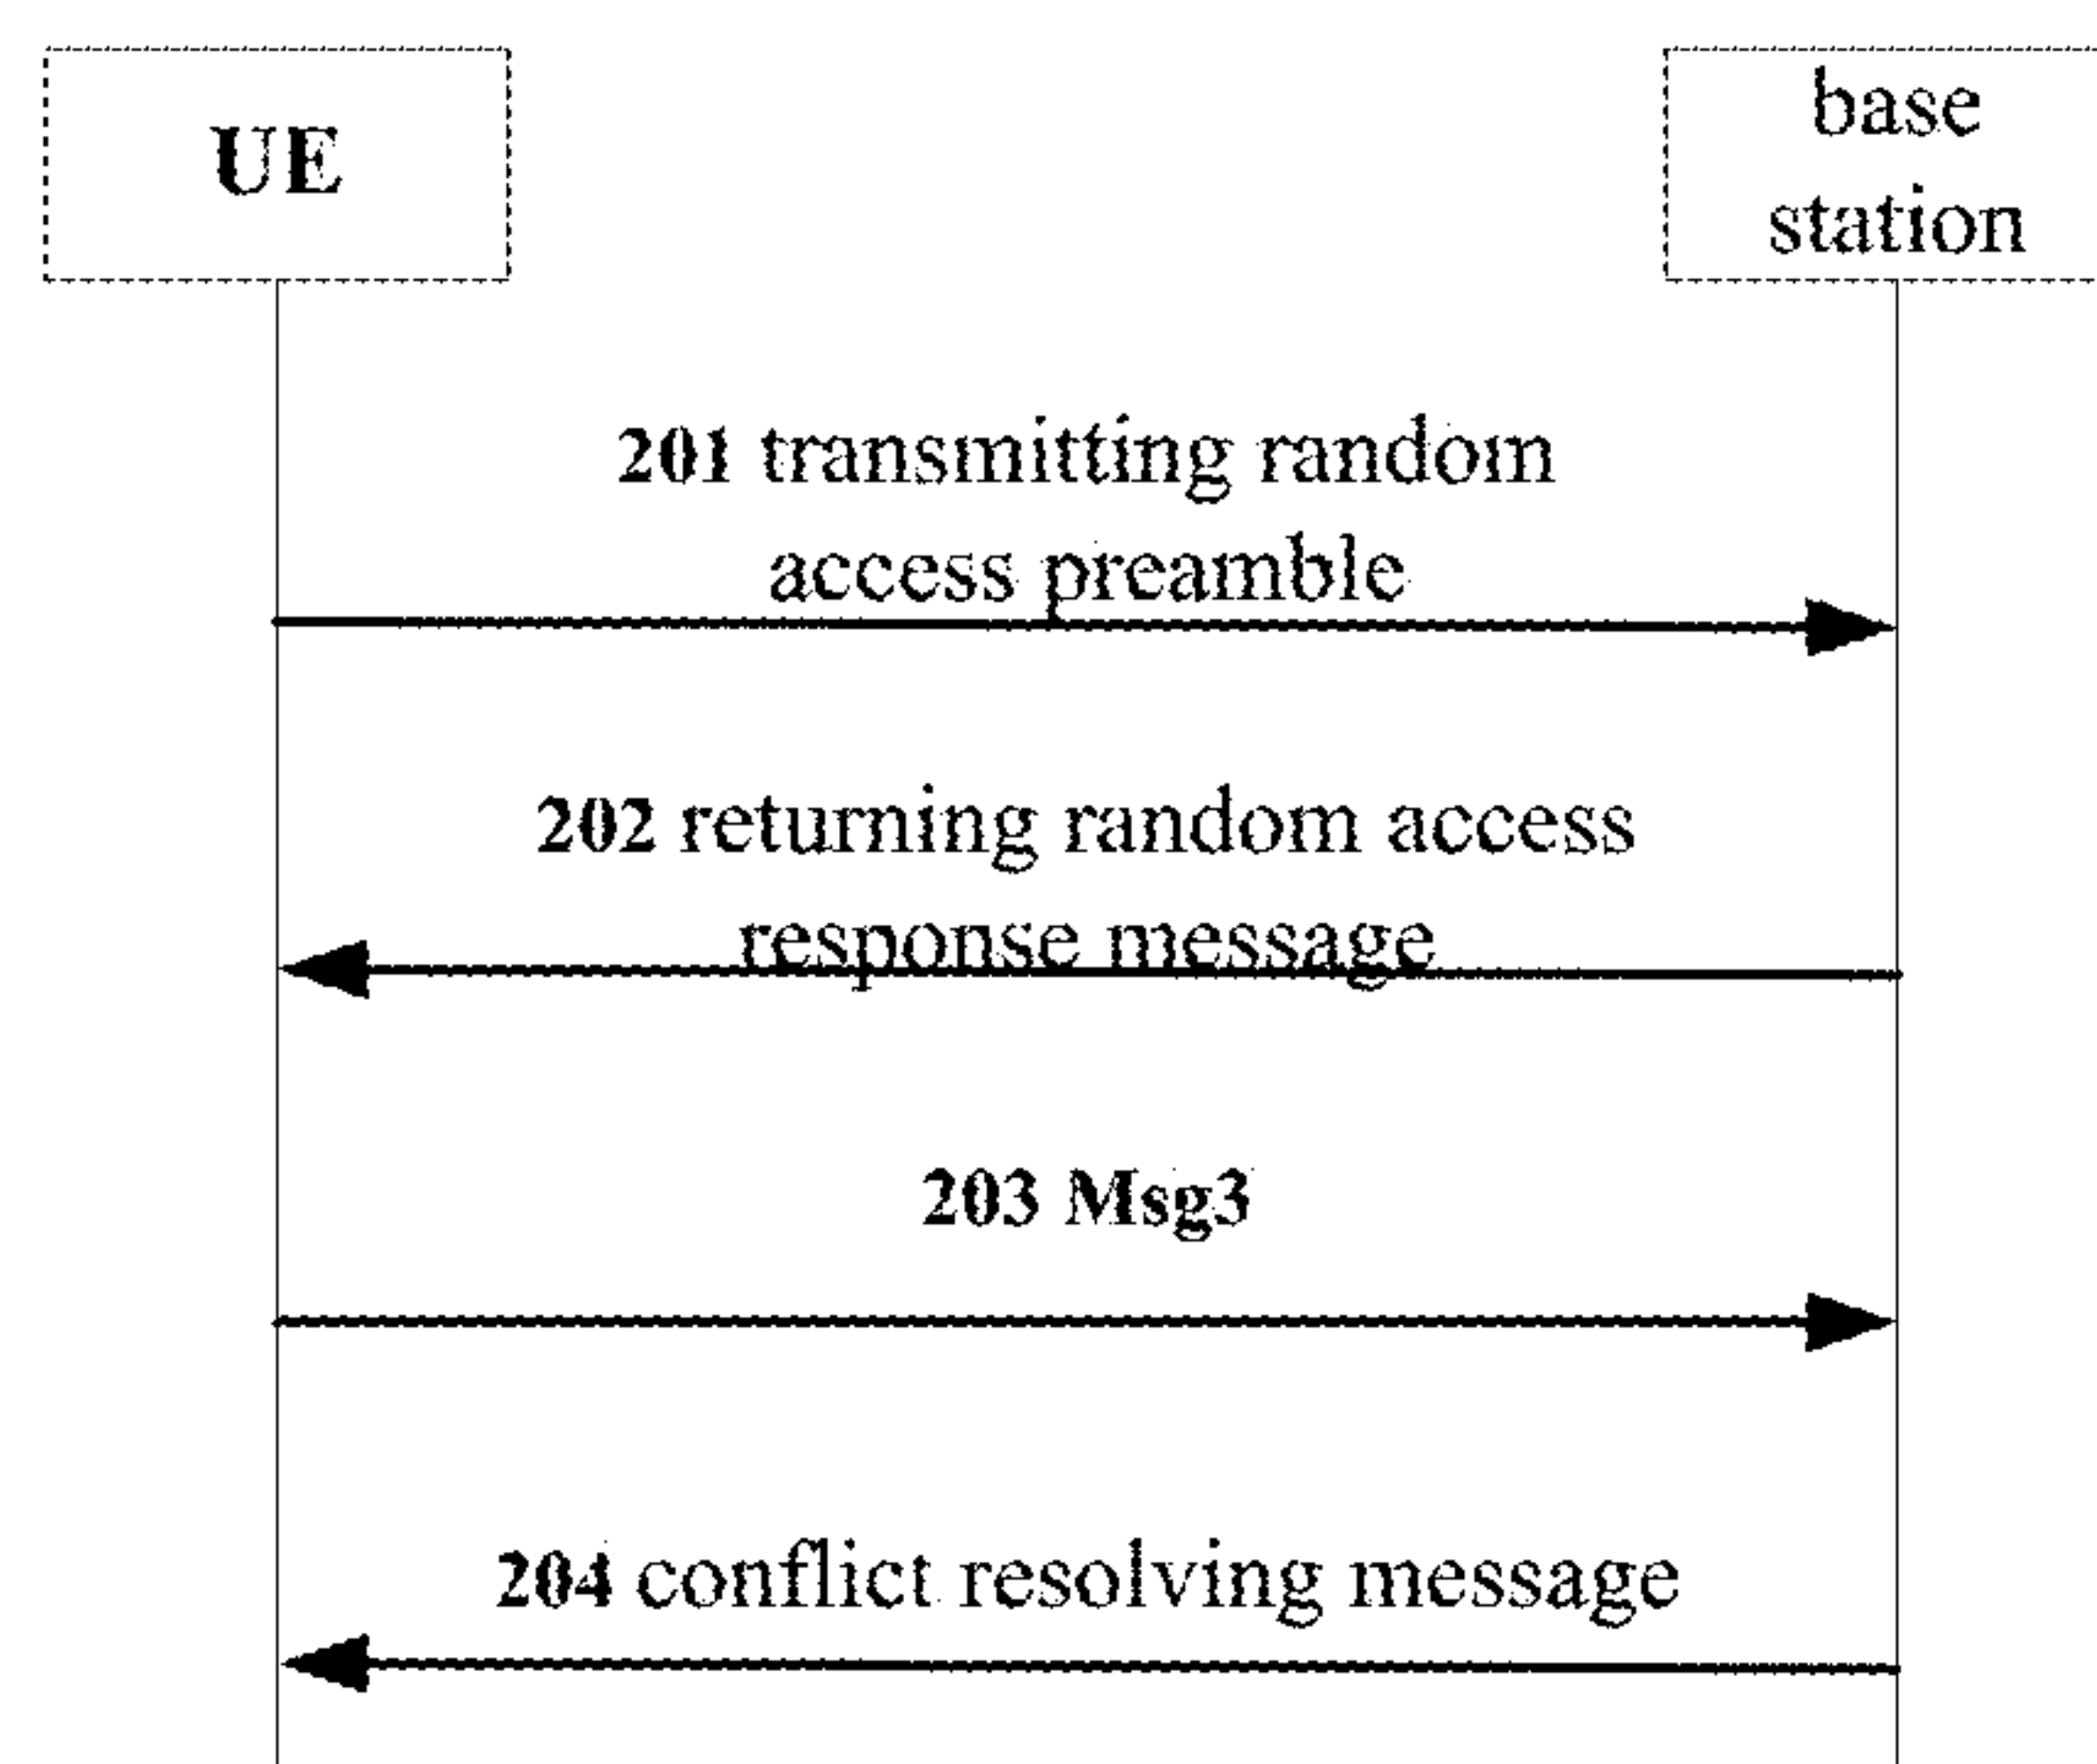 UE
base
station
201 transmitting random
access preamble
202 returning random access
response message
203 Msg3
204 conflict resolving message